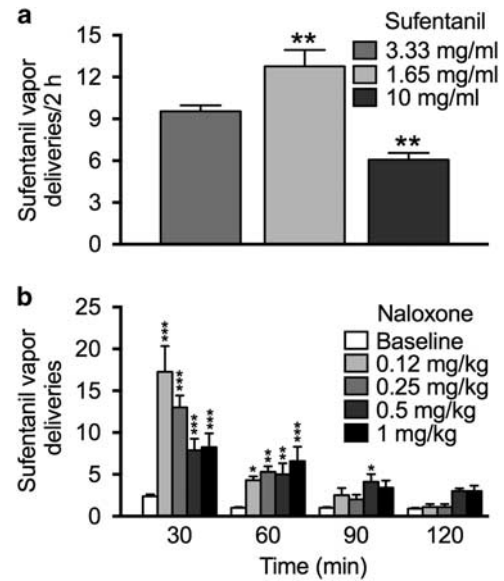 a
Sufentanil
3.33 mg/ml
1.65 mg/ml
10 mg/ml
Sufentanil vapor
deliveries/2 h
15
12
9
6
3
0
**
**
b
Naloxone
Baseline
0.12 mg/kg
0.25 mg/kg
0.5 mg/kg
1 mg/kg
Sufentanil vapor
deliveries
25
20
15
10
5
0
***
***
***
***
*
**
**
***
*
30 60 90 120
Time (min)